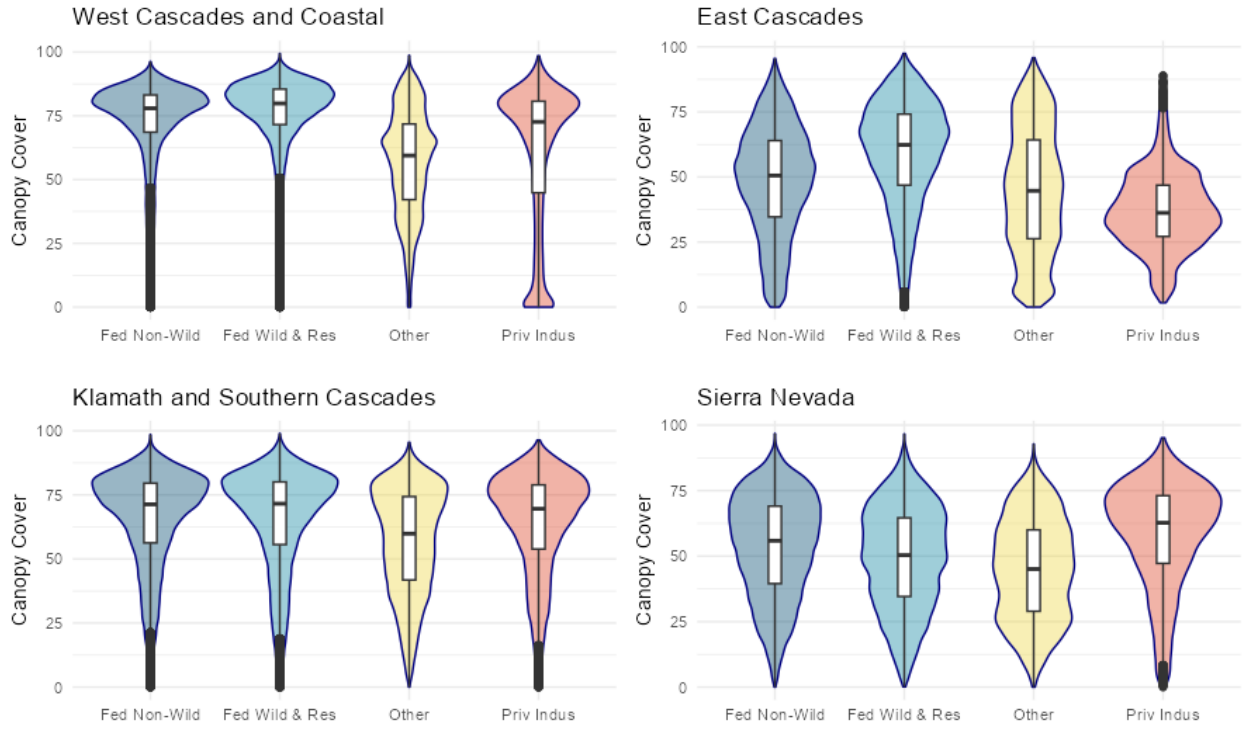 West Cascades and Coastal
Canopy Cover
100
75
50
25
0
Fed Non-Wild Fed Wild & Res Other Priv Indus
East Cascades
Canopy Cover
100
75
50
25
0
Fed Non-Wild Fed Wild & Res Other Priv Indus
Klamath and Southern Cascades
Canopy Cover
100
75
50
25
0
Fed Non-Wild Fed Wild & Res Other Priv Indus
Sierra Nevada
Canopy Cover
100
75
50
25
0
Fed Non-Wild Fed Wild & Res Other Priv Indus